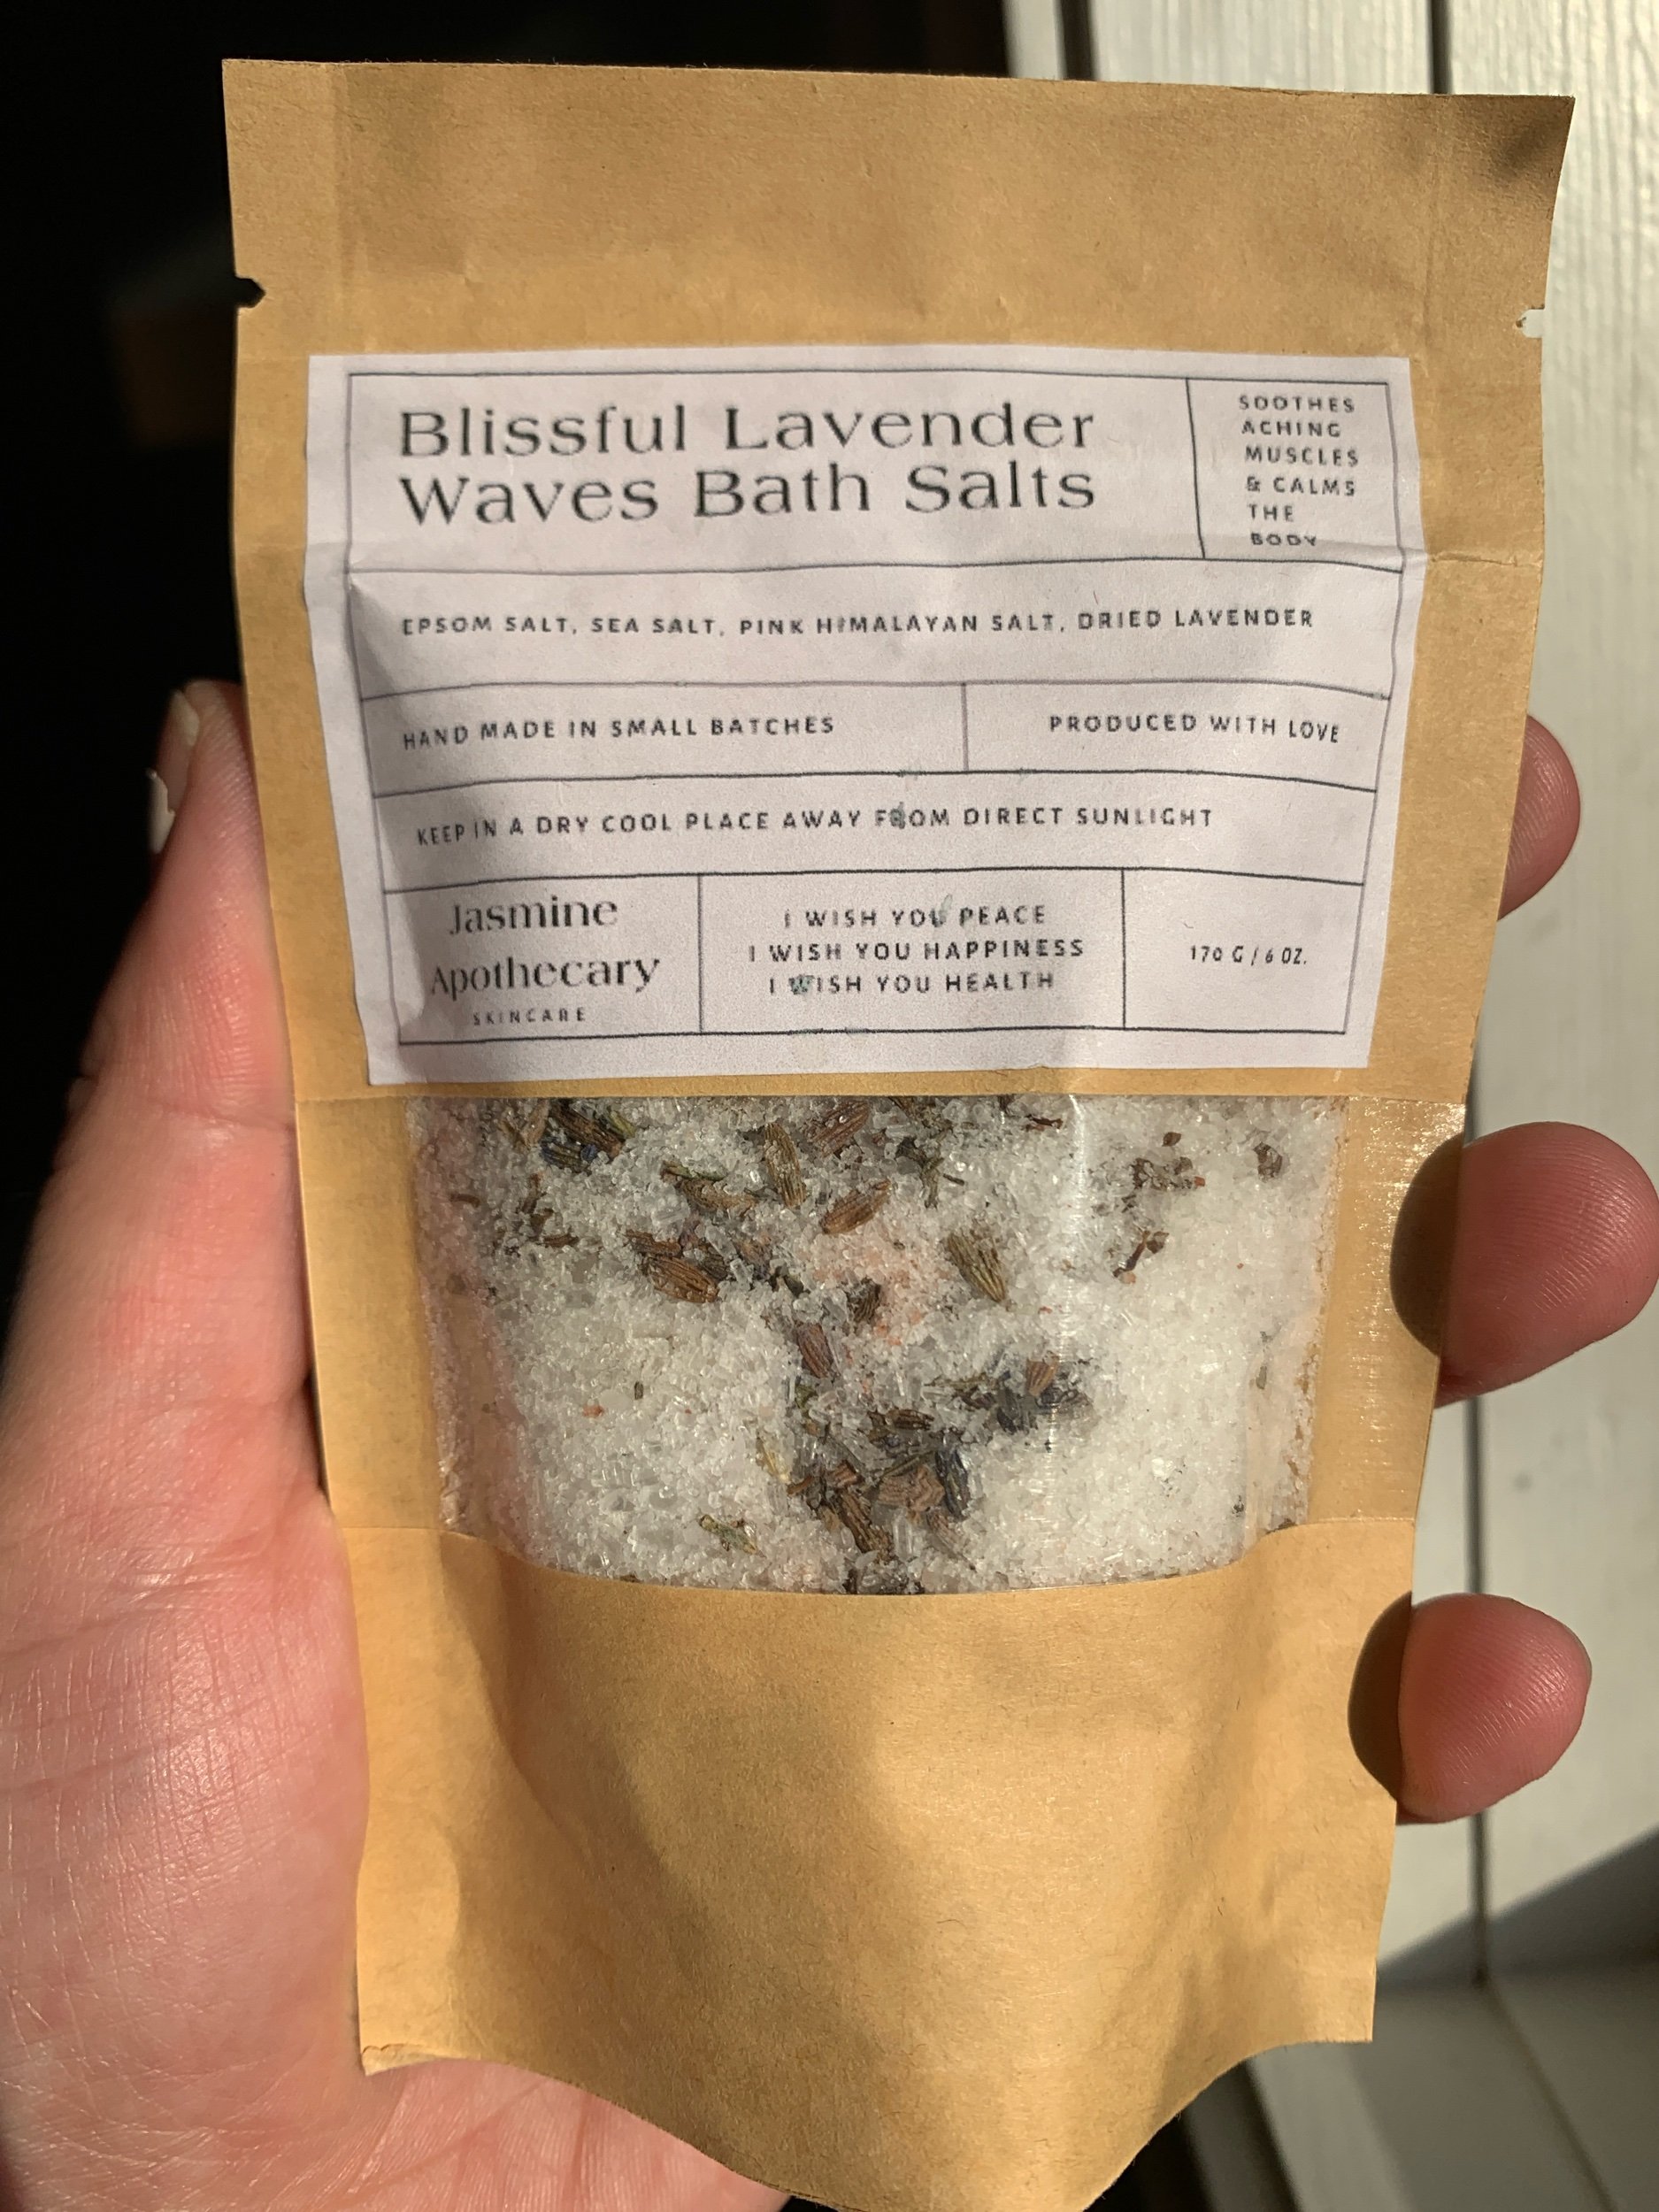 Blissful Lavender
Waves Bath Salts
SOOTHES
ACHING
MUSCLES
& CALMS
THE
BODY
EPSOM SALT, SEA SALT, PINK HIMALAYAN SALT, DRIED LAVENDER
HAND MADE IN SMALL BATCHES
PRODUCED WITH LOVE
KEEP IN A DRY COOL PLACE AWAY FROM DIRECT SUNLIGHT
Jasmine
Apothecary
SKINCARE
I WISH YOU PEACE
I WISH YOU HAPPINESS
I WISH YOU HEALTH
170 G / 6 OZ.